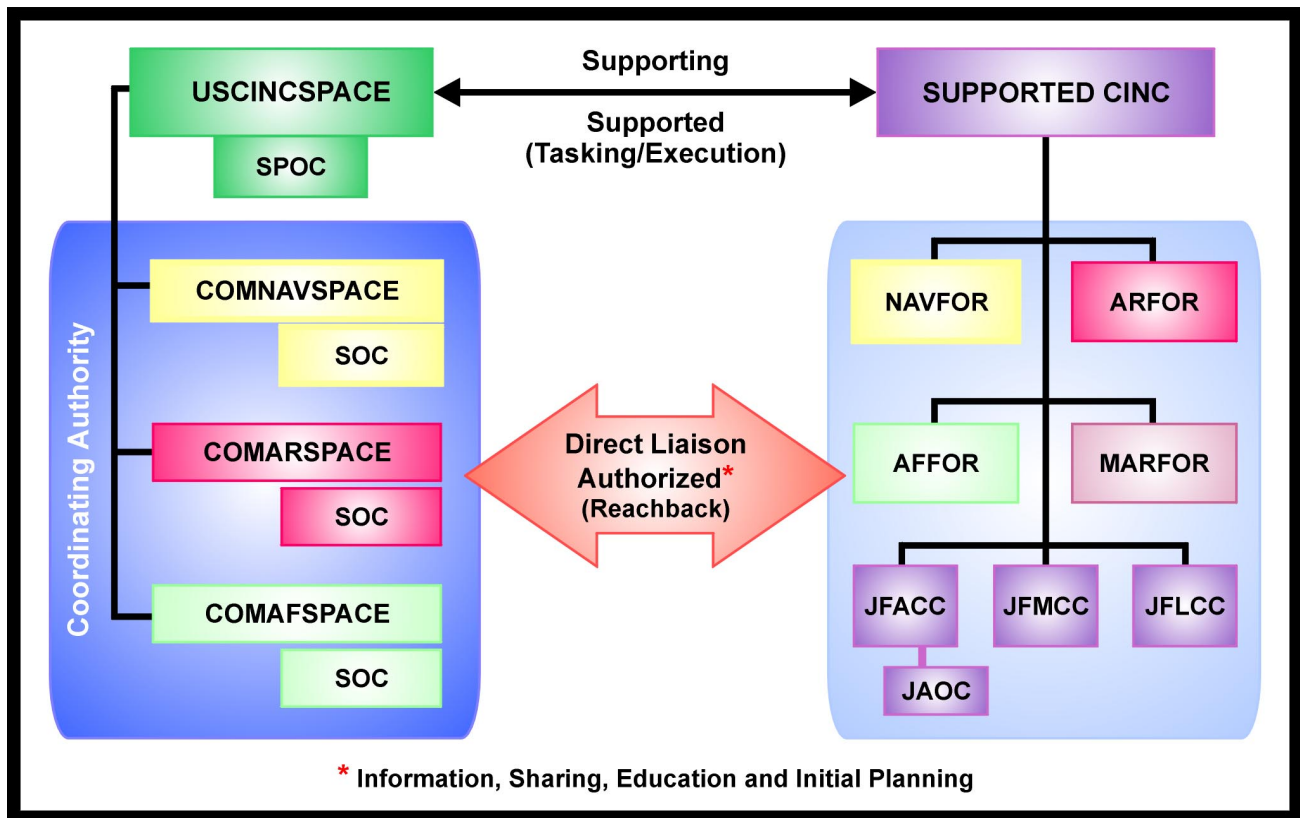 USCINCSPACE
SPOC
Supporting
Supported
(Tasking/Execution)
SUPPORTED CINC
Coordinating Authority
COMNAVSPACE
SOC
COMARSPACE
SOC
COMAFSPACE
SOC
Direct Liaison
Authorized*
(Reachback)
NAVFOR
ARFOR
AFFOR
MARFOR
JFACC
JFMCC
JFLCC
JAOC
* Information, Sharing, Education and Initial Planning